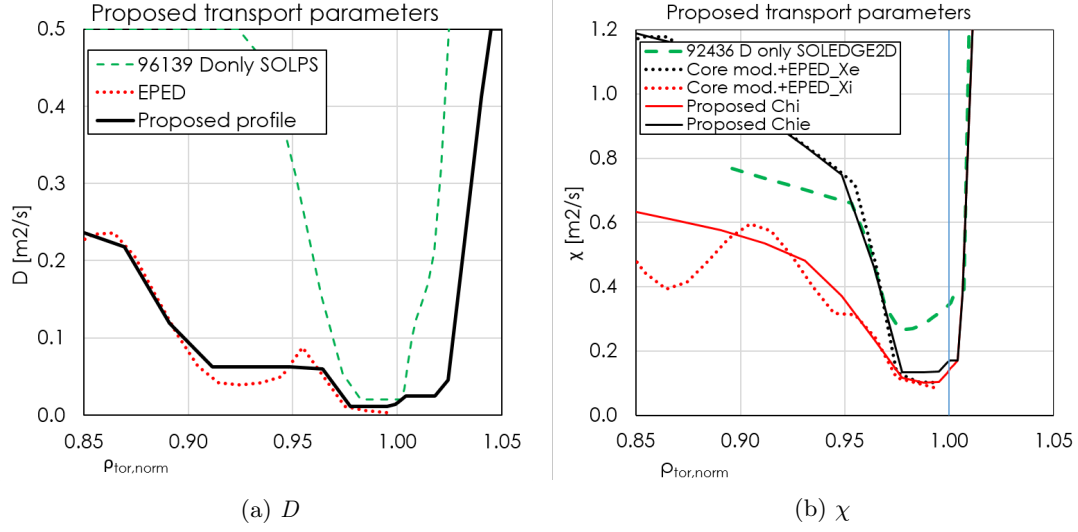 Proposed transport parameters
0.5
0.4
0.3
0.2
0.1
0.0
D [m2/s]
96139 Donly SOLPS
EPED
Proposed profile
0.85
0.90
0.95
1.00
1.05
ρtor,norm
(a) D
Proposed transport parameters
1.2
1.0
0.8
0.6
0.4
0.2
0.0
χ [m2/s]
92436 D only SOLEDGE2D
Core mod.+EPED_Xe
Core mod.+EPED_Xi
Proposed Chi
Proposed Chie
0.85
0.90
0.95
1.00
1.05
ρtor,norm
(b) χ